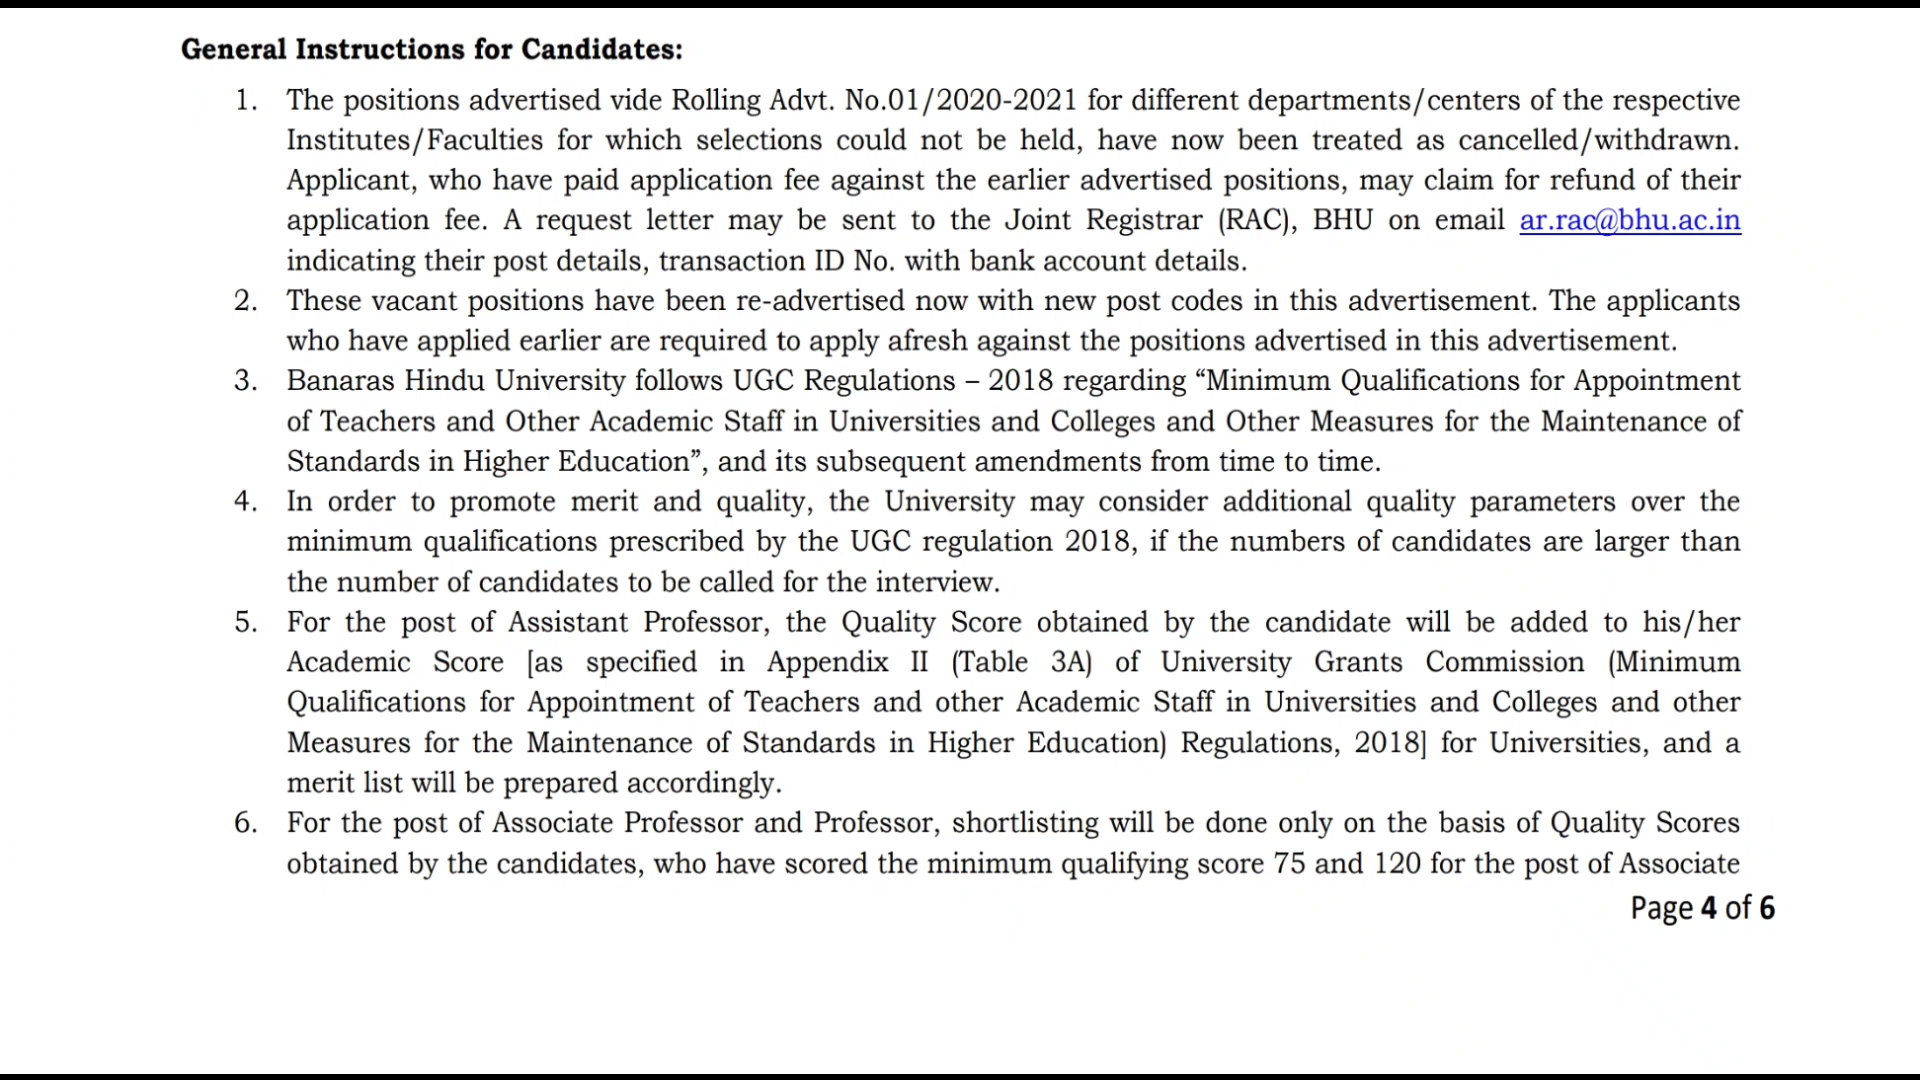 General Instructions for Candidates:
1. The positions advertised vide Rolling Advt. No.01/2020-2021 for different departments/centers of the respective
Institutes/Faculties for which selections could not be held, have now been treated as cancelled/withdrawn.
Applicant, who have paid application fee against the earlier advertised positions, may claim for refund of their
application fee. A request letter may be sent to the Joint Registrar (RAC), BHU on email ar.rac@bhu.ac.in
indicating their post details, transaction ID No. with bank account details.
2. These vacant positions have been re-advertised now with new post codes in this advertisement. The applicants
who have applied earlier are required to apply afresh against the positions advertised in this advertisement.
3. Banaras Hindu University follows UGC Regulations – 2018 regarding “Minimum Qualifications for Appointment
of Teachers and Other Academic Staff in Universities and Colleges and Other Measures for the Maintenance of
Standards in Higher Education”, and its subsequent amendments from time to time.
4. In order to promote merit and quality, the University may consider additional quality parameters over the
minimum qualifications prescribed by the UGC regulation 2018, if the numbers of candidates are larger than
the number of candidates to be called for the interview.
5. For the post of Assistant Professor, the Quality Score obtained by the candidate will be added to his/her
Academic Score [as specified in Appendix II (Table 3A) of University Grants Commission (Minimum
Qualifications for Appointment of Teachers and other Academic Staff in Universities and Colleges and other
Measures for the Maintenance of Standards in Higher Education) Regulations, 2018] for Universities, and a
merit list will be prepared accordingly.
6. For the post of Associate Professor and Professor, shortlisting will be done only on the basis of Quality Scores
obtained by the candidates, who have scored the minimum qualifying score 75 and 120 for the post of Associate
Page 4 of 6